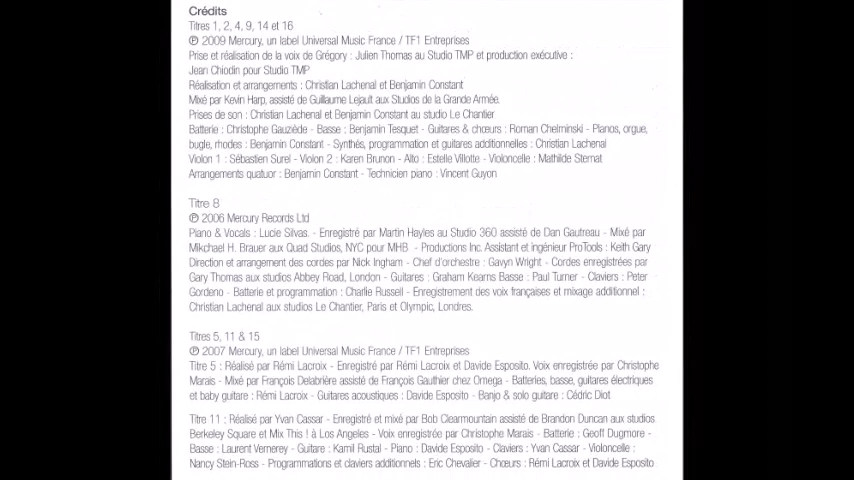 Crédits
Titres 1, 2, 4, 9, 14 et 16
℗ 2009 Mercury, un label Universal Music France / TF1 Entreprises
Prise et réalisation de la voix de Grégory : Julien Thomas au Studio TMP et production exécutive :
Jean Chiodin pour Studio TMP
Réalisation et arrangements : Christian Lachenal et Benjamin Constant
Mixé par Kevin Harp, assisté de Guillaume Lejault aux Studios de la Grande Armée.
Prises de son : Christian Lachenal et Benjamin Constant au studio Le Chantier
Batterie : Christophe Gauziède - Basse : Benjamin Tesquet - Guitares & chœurs : Roman Chelminski - Pianos, orgue,
bugle, rhodes : Benjamin Constant - Synthés, programmation et guitares additionnelles : Christian Lachenal
Violon 1 : Sébastien Surel - Violon 2 : Karen Brunon - Alto : Estelle Villotte - Violoncelle : Mathilde Sternat
Arrangements quatuor : Benjamin Constant - Technicien piano : Vincent Guyon
Titre 8
℗ 2006 Mercury Records Ltd
Piano & Vocals : Lucie Silvas. - Enregistré par Martin Hayles au Studio 360 assisté de Dan Gautreau - Mixé par
Mikchael H. Brauer aux Quad Studios, NYC pour MHB - Productions Inc. Assistant et ingénieur ProTools : Keith Gary
Direction et arrangement des cordes par Nick Ingham - Chef d'orchestre : Gavyn Wright - Cordes enregistrées par
Gary Thomas aux studios Abbey Road, London - Guitares : Graham Kearns Basse : Paul Turner - Claviers : Peter
Gordeno - Batterie et programmation : Charlie Russell - Enregistrement des voix françaises et mixage additionnel :
Christian Lachenal aux studios Le Chantier, Paris et Olympic, Londres.
Titres 5, 11 & 15
℗ 2007 Mercury, un label Universal Music France / TF1 Entreprises
Titre 5 : Réalisé par Rémi Lacroix - Enregistré par Rémi Lacroix et Davide Esposito. Voix enregistrée par Christophe
Marais - Mixé par François Delabrière assisté de François Gauthier chez Omega - Batteries, basse, guitares électriques
et baby guitare : Rémi Lacroix - Guitares acoustiques : Davide Esposito - Banjo & solo guitare : Cédric Diot
Titre 11 : Réalisé par Yvan Cassar - Enregistré et mixé par Bob Clearmountain assisté de Brandon Duncan aux studios
Berkeley Square et Mix This ! à Los Angeles - Voix enregistrée par Christophe Marais - Batterie : Geoff Dugmore -
Basse : Laurent Vernerey - Guitare : Kamil Rustal - Piano : Davide Esposito - Claviers : Yvan Cassar - Violoncelle :
Nancy Stein-Ross - Programmations et claviers additionnels : Eric Chevalier - Chœurs : Rémi Lacroix et Davide Esposito